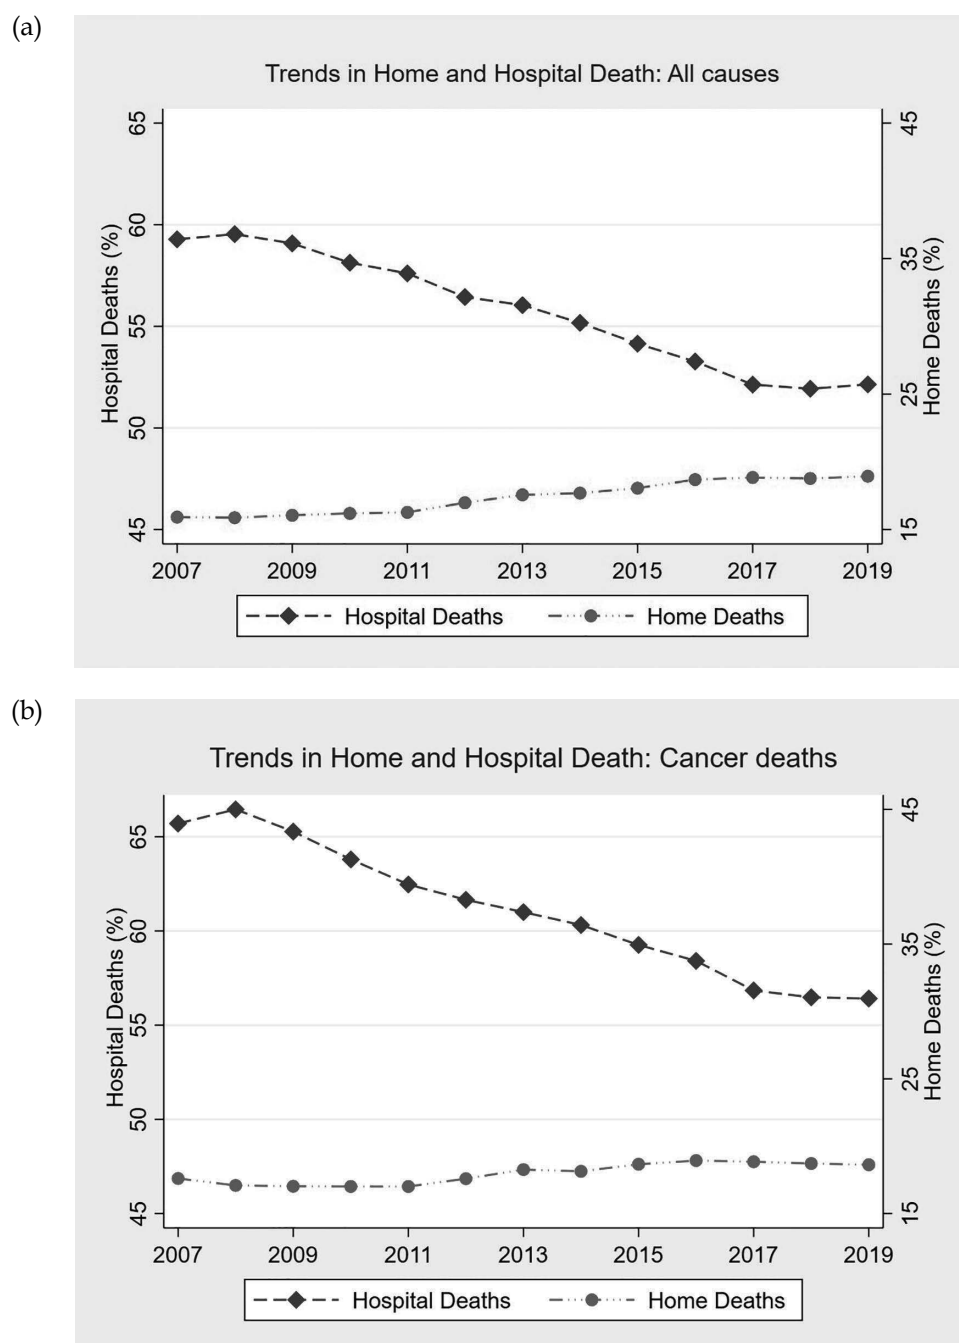 (a)
Trends in Home and Hospital Death: All causes
Hospital Deaths (%)
65
60
55
50
45
Home Deaths (%)
45
35
25
15
2007 2009 2011 2013 2015 2017 2019
Hospital Deaths Home Deaths
(b)
Trends in Home and Hospital Death: Cancer deaths
Hospital Deaths (%)
65
60
55
50
45
Home Deaths (%)
45
35
25
15
2007 2009 2011 2013 2015 2017 2019
Hospital Deaths Home Deaths